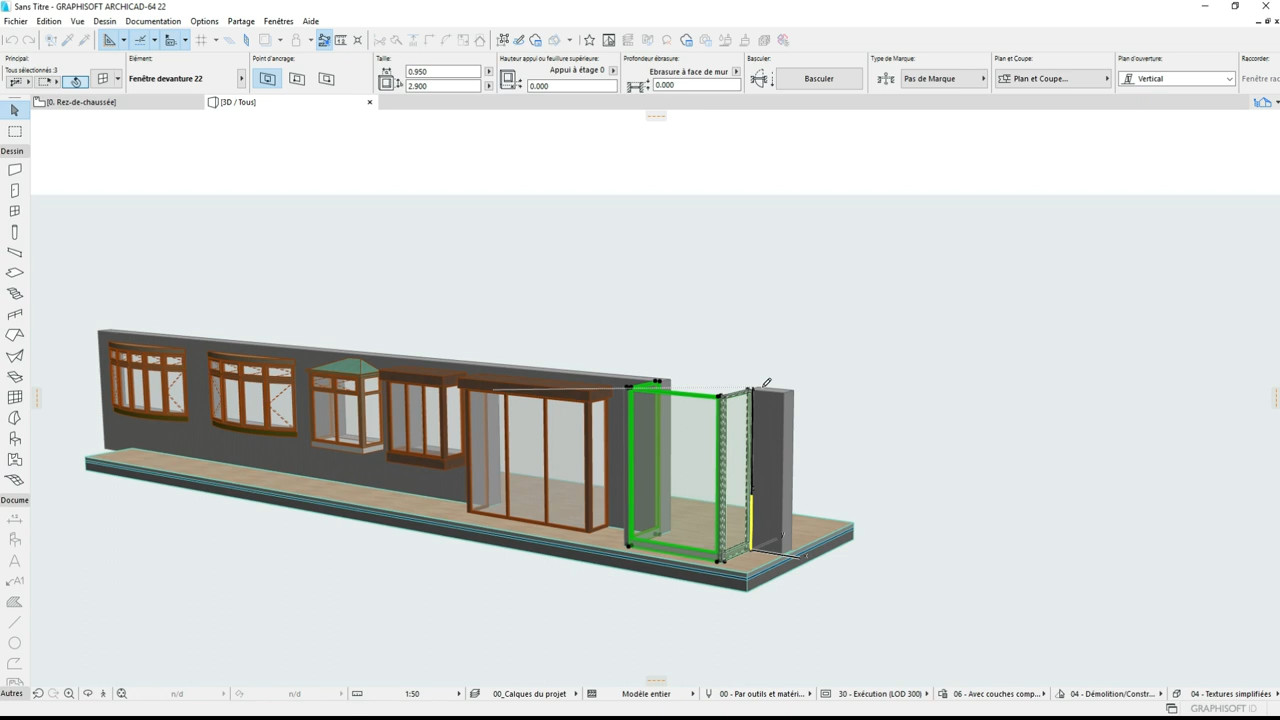 Sans Titre - GRAPHISOFT ARCHICAD-64 22
Fichier Edition Vue Dessin Documentation Options Partage Fenêtres Aide
Principal: Elément: Point d'ancrage: Taille: Hauteur appui ou feuillure supérieure: Profondeur ébrasure: Basculer: Type de Marque: Plan et Coupe: Plan d'ouverture: Raccorder:
Tous sélectionnés :3
Fenêtre devanture 22
0.950
2.900
Appui à étage 0
0.000
Ebrasure à face de mur
0.000
Basculer
Pas de Marque
Plan et Coupe...
Vertical
Fenêtre rac
[0. Rez-de-chaussée]
[3D / Tous]
Dessin
Docume
Autres
n/d
n/d
1:50
00_Calques du projet
Modèle entier
00 - Par outils et matéri...
30 - Exécution (LOD 300)
06 - Avec couches comp...
04 - Démolition/Constr...
04 - Textures simplifiées
GRAPHISOFT ID